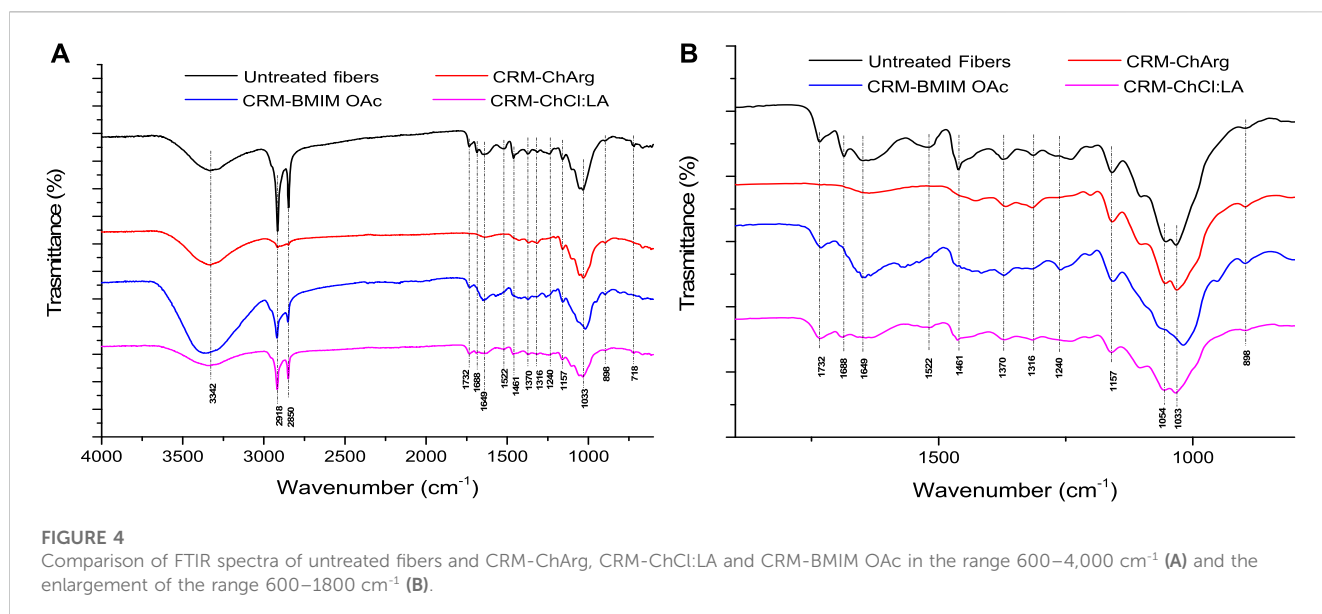 A
Untreated fibers
CRM-ChArg
CRM-BMIM OAc
CRM-ChCl:LA
Trasmittance (%)
3342
2918
2850
1732
1688
1649
1522
1461
1370
1316
1240
1157
1033
898
718
4000 3500 3000 2500 2000 1500 1000
Wavenumber (cm-1)
B
Untreated Fibers
CRM-ChArg
CRM-BMIM OAc
CRM-ChCl:LA
Trasmittance (%)
1732
1688
1649
1522
1461
1370
1316
1240
1157
1054
1033
898
1500 1000
Wavenumber (cm-1)
FIGURE 4
Comparison of FTIR spectra of untreated fibers and CRM-ChArg, CRM-ChCl:LA and CRM-BMIM OAc in the range 600–4,000 cm-1 (A) and the
enlargement of the range 600–1800 cm-1 (B).